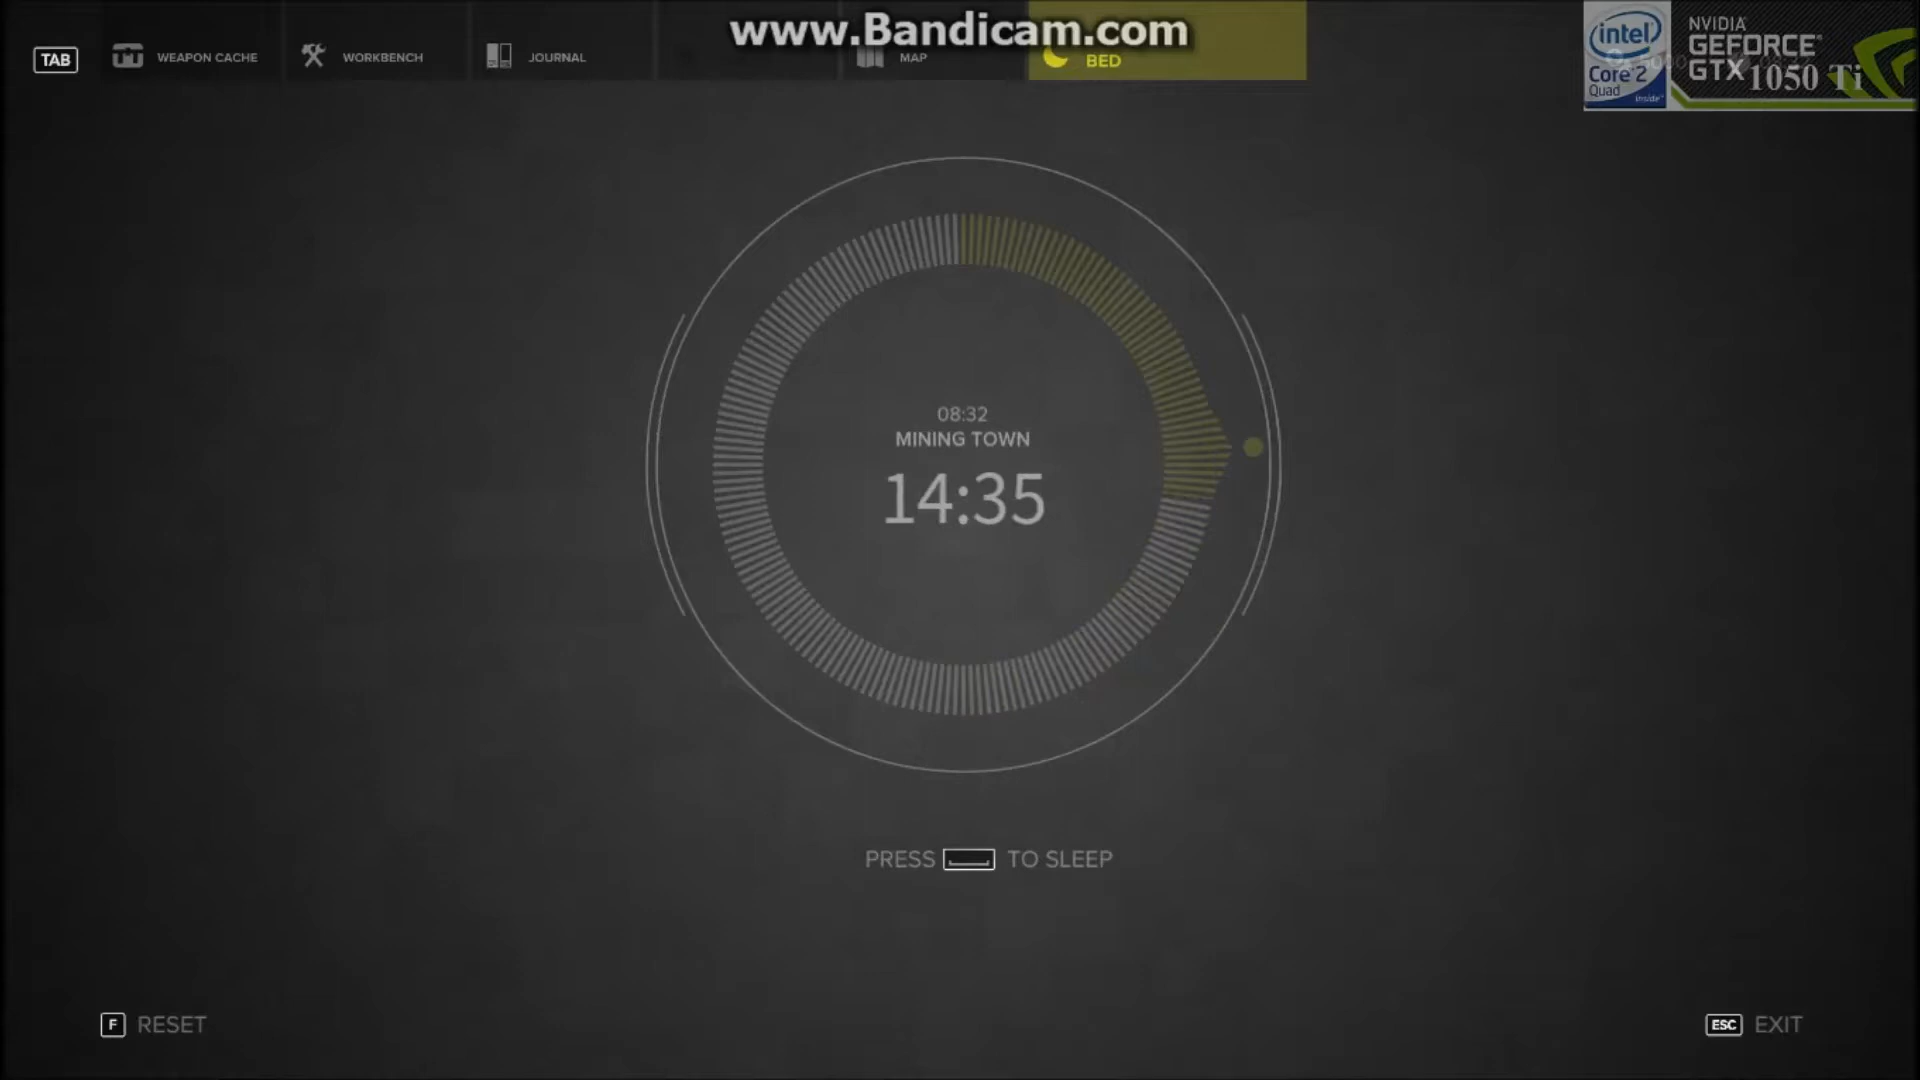 www.Bandicam.com
TAB
WEAPON CACHE
WORKBENCH
JOURNAL
MAP
BED
intel
Core 2
Quad
inside
NVIDIA
GEFORCE
GTX 1050 Ti
08:32
MINING TOWN
14:35
PRESS TO SLEEP
F RESET
ESC EXIT